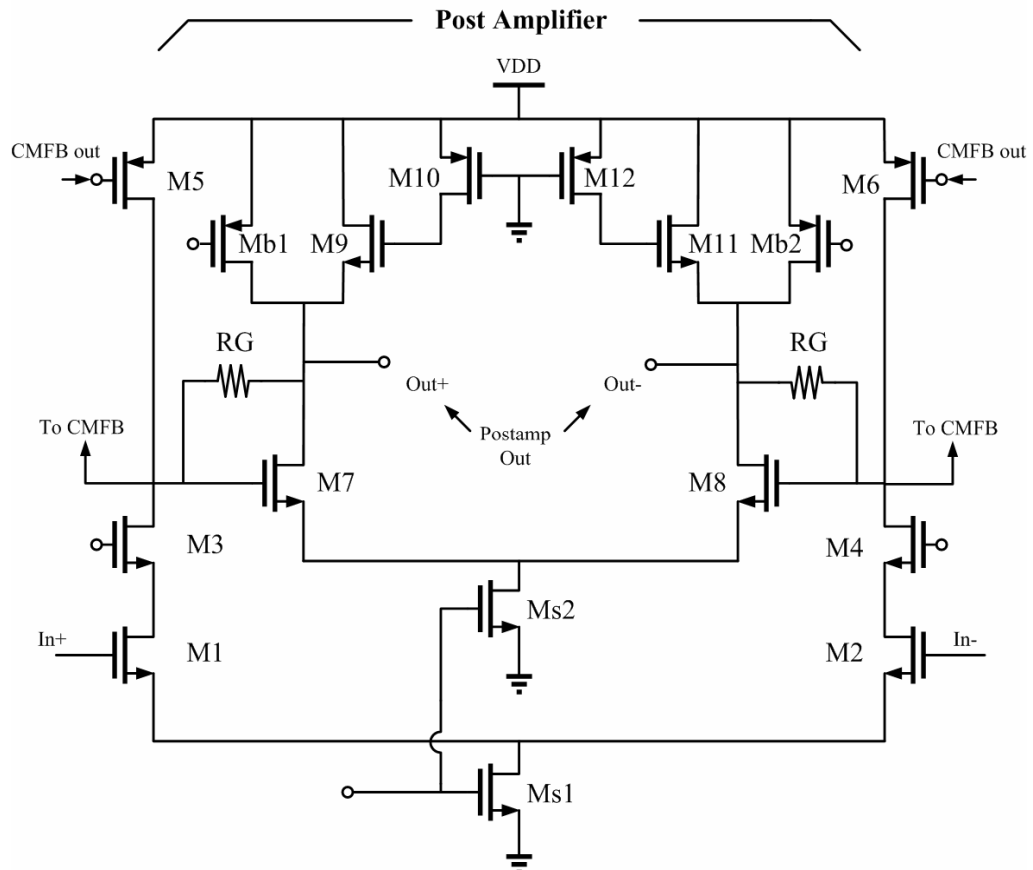 Post Amplifier
VDD
CMFB out
M5
M10
M12
M6
CMFB out
Mb1
M9
M11
Mb2
RG
RG
Out+
Out-
To CMFB
Postamp
Out
To CMFB
M7
M8
M3
M4
Ms2
In+
M1
M2
In-
Ms1